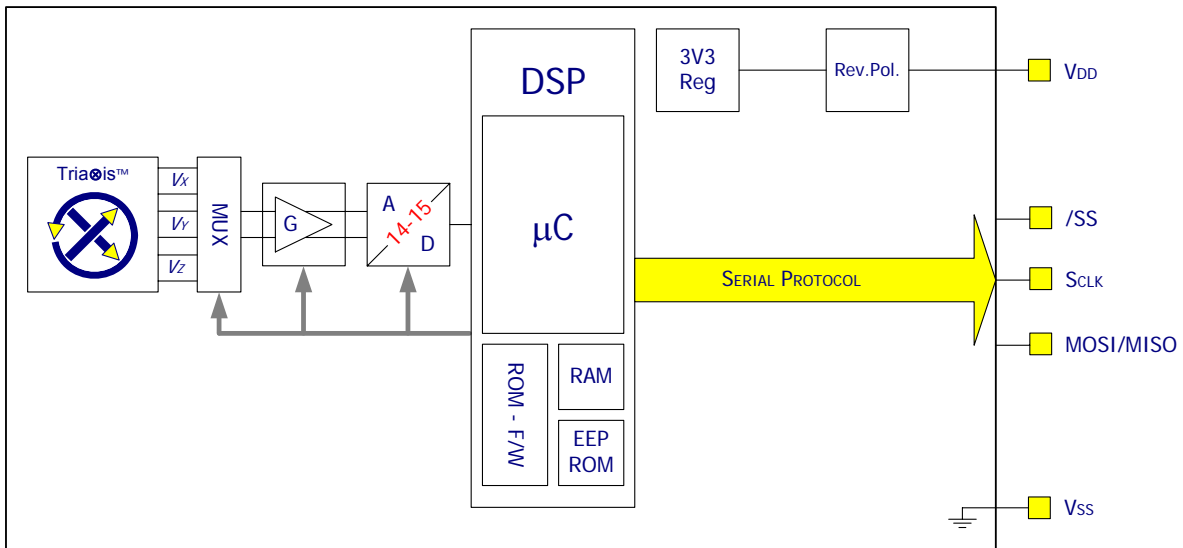 DSP
3V3
Reg
Rev.Pol.
VDD
Tria⊗is™
VX
VY
VZ
MUX
G
A
14-15
D
µC
SERIAL PROTOCOL
/SS
SCLK
MOSI/MISO
ROM - F/W
RAM
EEP
ROM
VSS